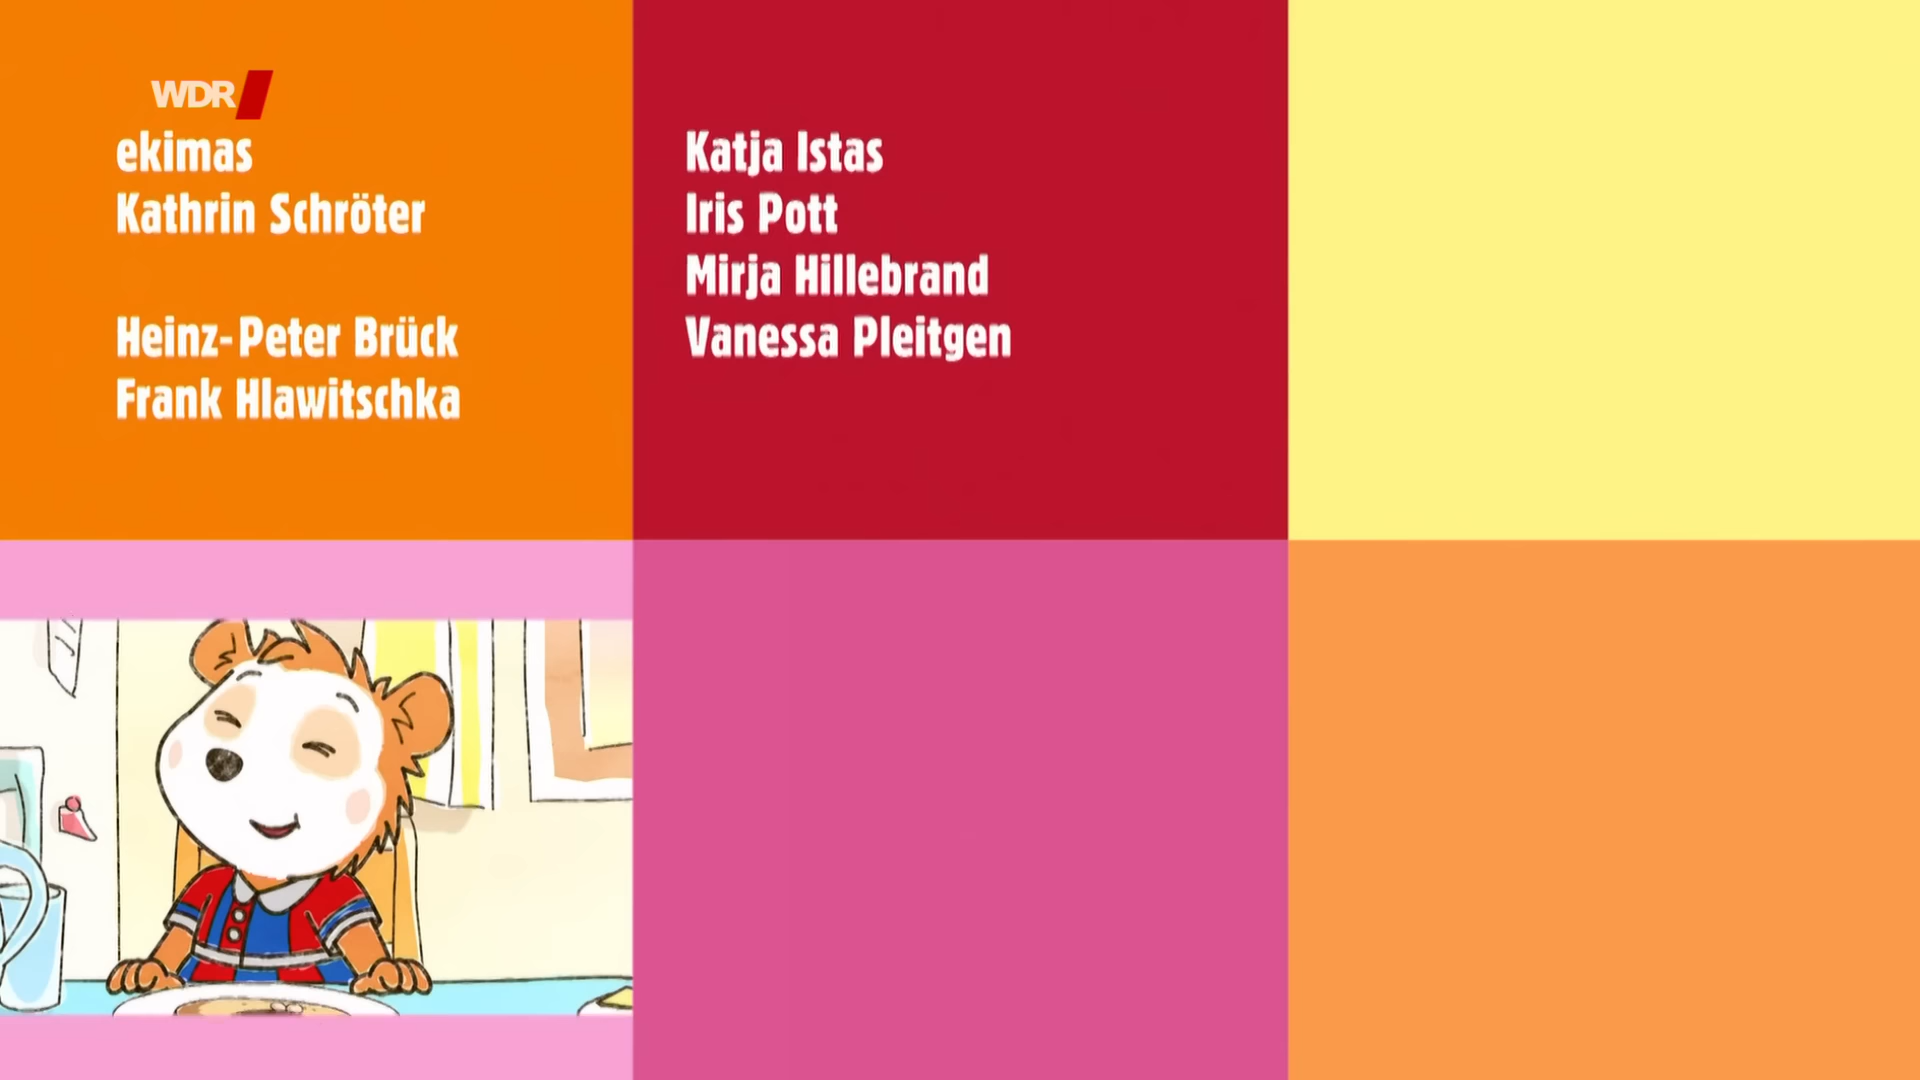 WDR
ekimas
Kathrin Schröter
Heinz-Peter Brück
Frank Hlawitschka
Katja Istas
Iris Pott
Mirja Hillebrand
Vanessa Pleitgen